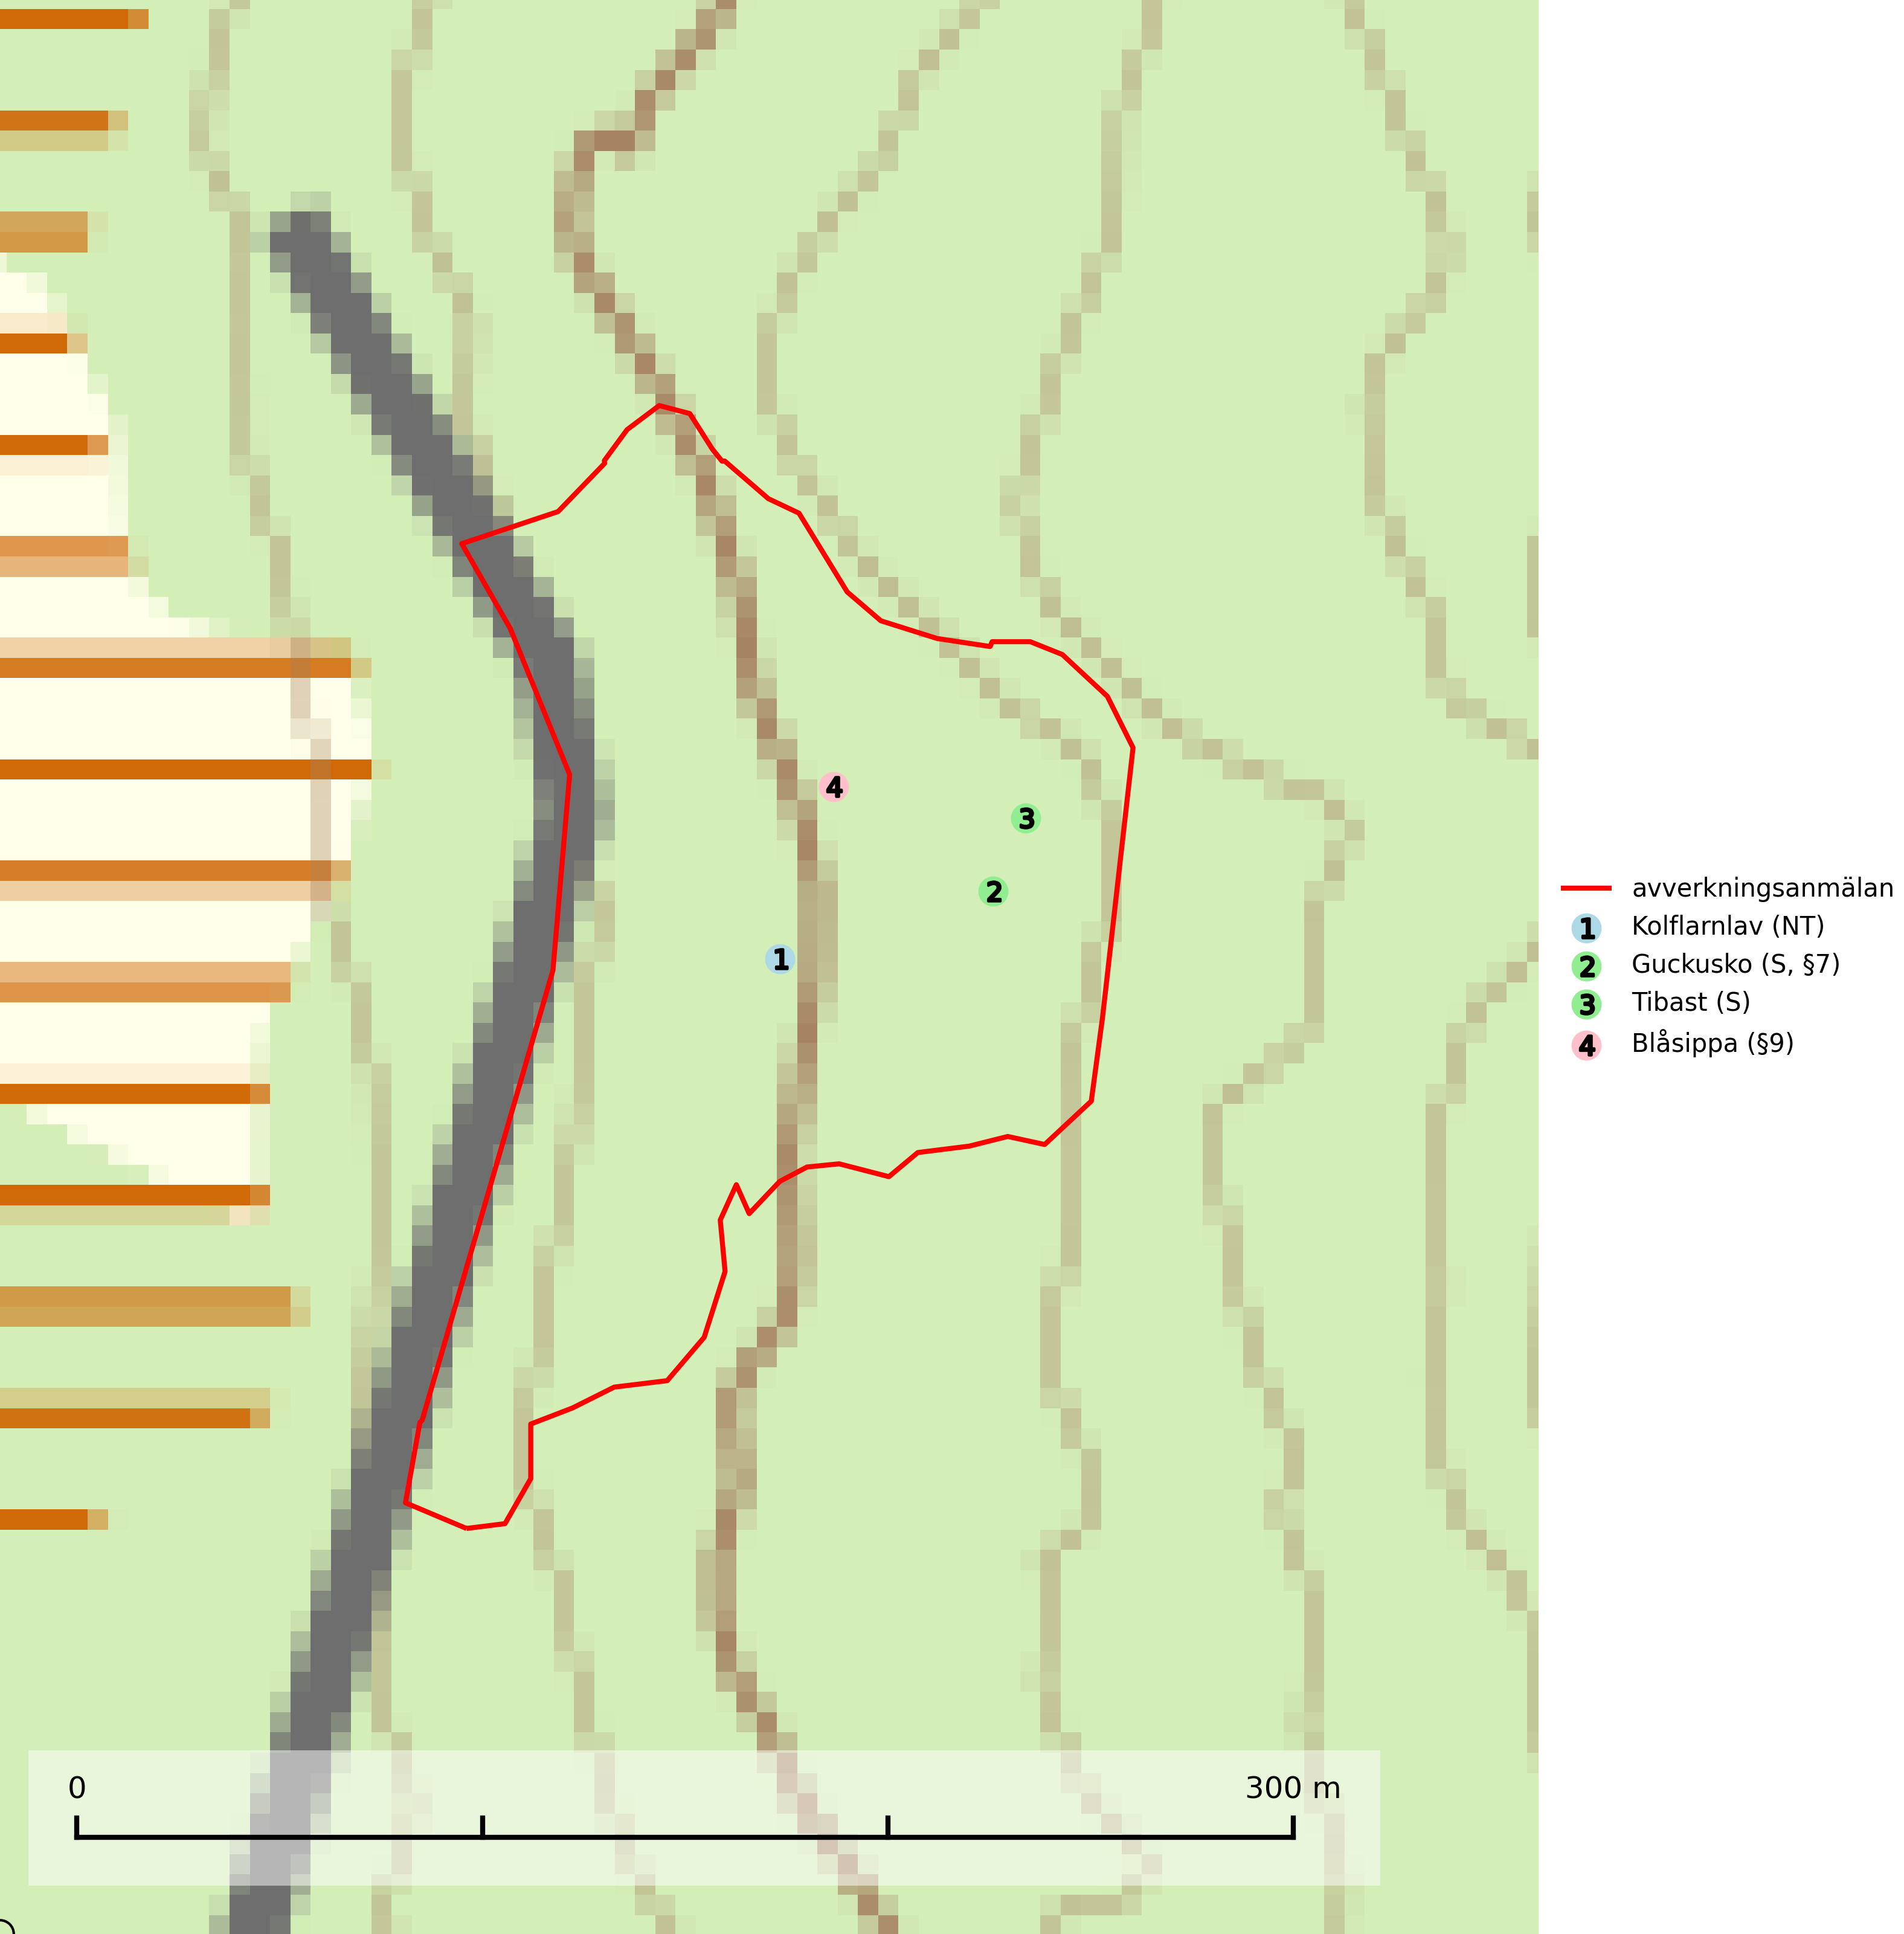 4
3
2
1
avverkningsanmälan
1 Kolflarnlav (NT)
2 Guckusko (S, §7)
3 Tibast (S)
4 Blåsippa (§9)
0 300 m